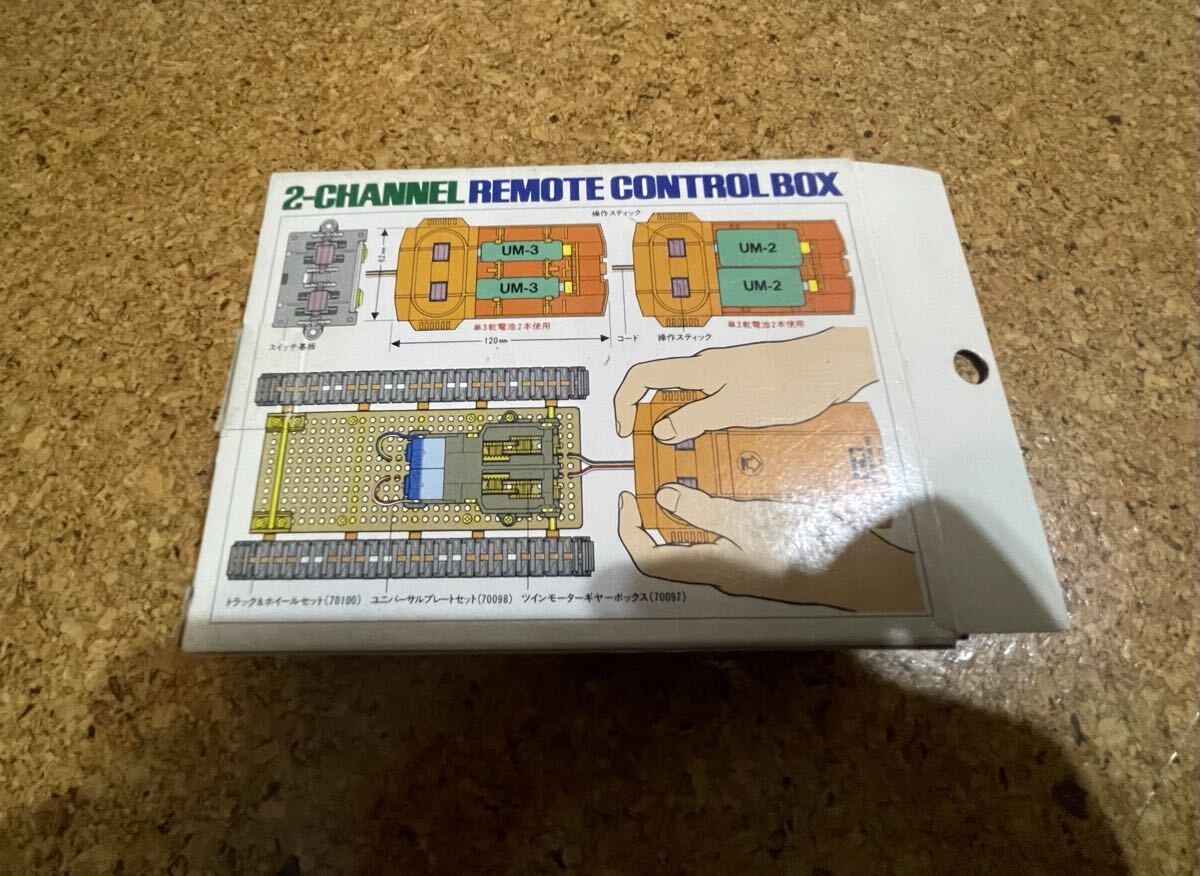 2-CHANNEL REMOTE CONTROL BOX
操作スティック
UM-3
UM-3
UM-2
UM-2
62mm
単3乾電池2本使用
単2乾電池2本使用
スイッチ基板
120mm
コード
操作スティック
トラック&ホイールセット(70100) ユニバーサルプレートセット(70098) ツインモーターギヤーボックス(70097)